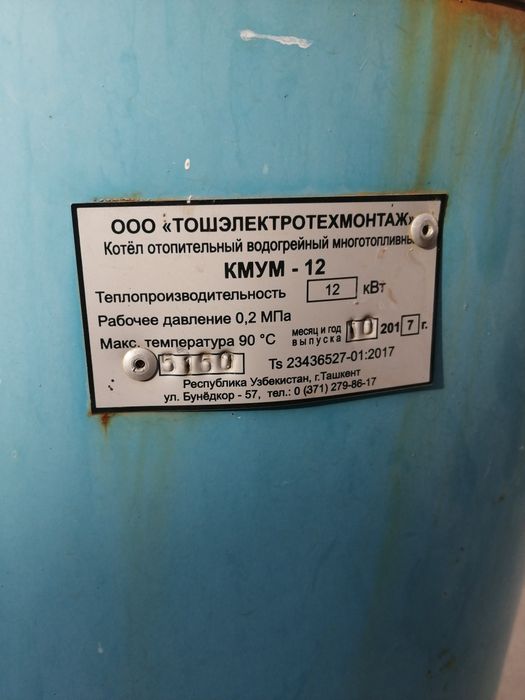 ООО «ТОШЭЛЕКТРОТЕХМОНТАЖ»
Котёл отопительный водогрейный многотопливны
КМУМ - 12
Теплопроизводительность 12 кВт
Рабочее давление 0,2 МПа
Макс. температура 90 °С месяц и год выпуска 10 2017 г.
5160 Ts 23436527-01:2017
Республика Узбекистан, г.Ташкент
ул. Бунёдкор - 57, тел.: 0 (371) 279-86-17